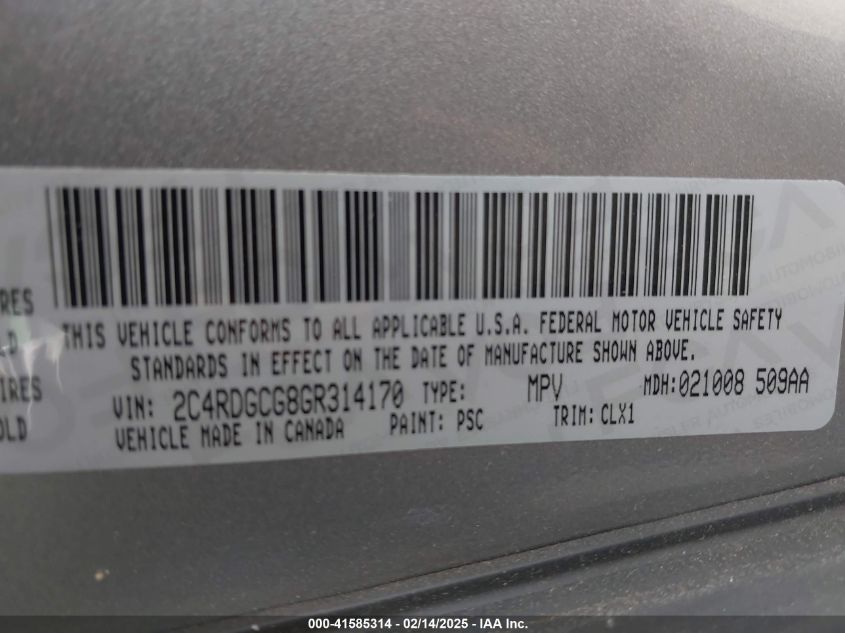 THIS VEHICLE CONFORMS TO ALL APPLICABLE U.S.A. FEDERAL MOTOR VEHICLE SAFETY
STANDARDS IN EFFECT ON THE DATE OF MANUFACTURE SHOWN ABOVE.
VIN: 2C4RDGCG8GR314170 TYPE: MPV MDH:021008 509AA
VEHICLE MADE IN CANADA PAINT: PSC TRIM: CLX1
000-41585314 - 02/14/2025 - IAA Inc.